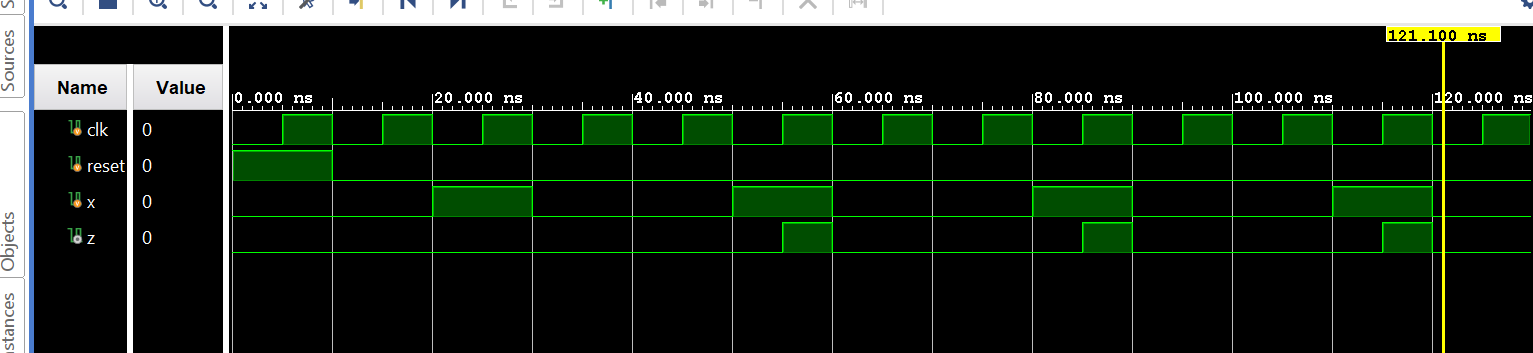 Sources
Objects
stances
121.100 ns
Name Value
0.000 ns 20.000 ns 40.000 ns 60.000 ns 80.000 ns 100.000 ns 120.000 ns
clk 0
reset 0
x 0
z 0